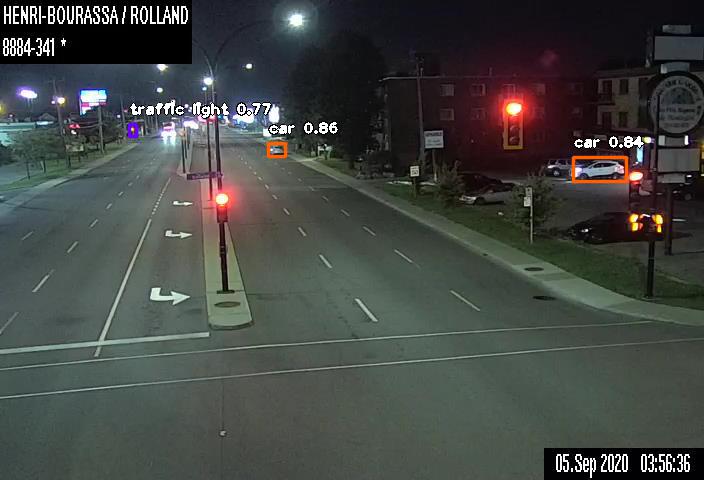 HENRI-BOURASSA / ROLLAND
8884-341 *
traffic light 0.77
car 0.86
car 0.84
05.Sep 2020 03:56:36